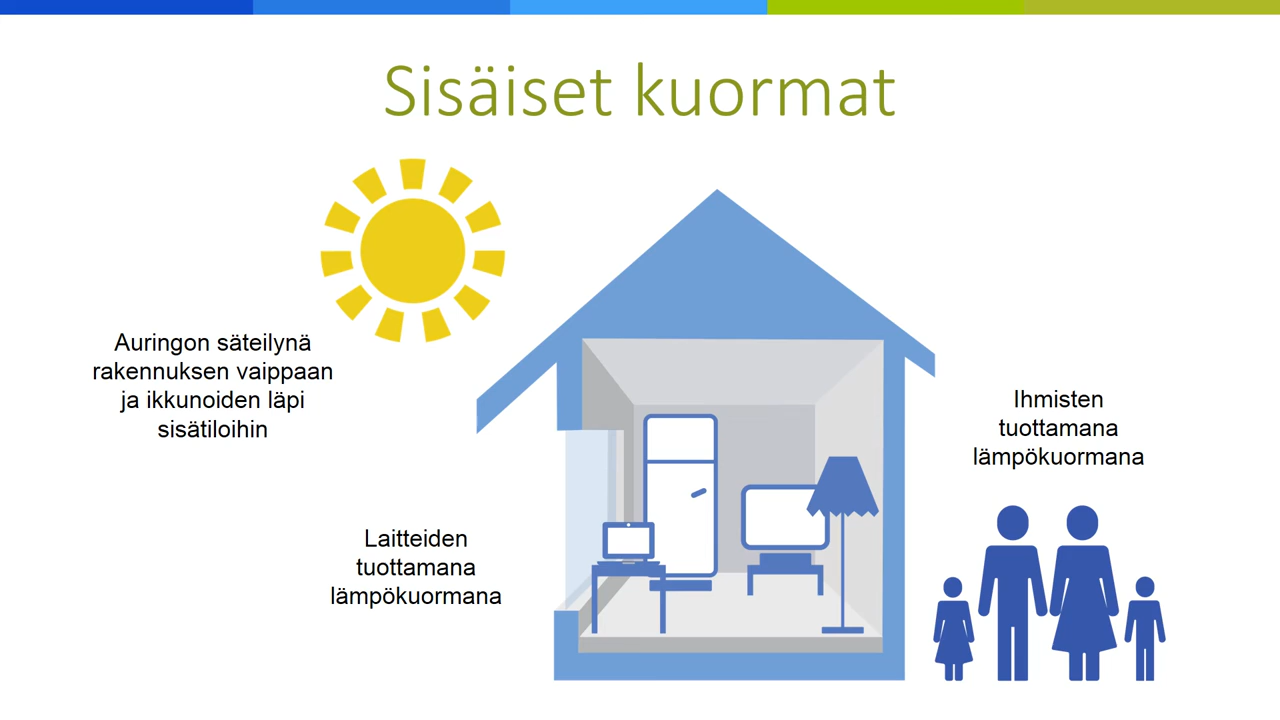 Sisäiset kuormat
Auringon säteilynä
rakennuksen vaippaan
ja ikkunoiden läpi
sisätiloihin
Laitteiden
tuottamana
lämpökuormana
Ihmisten
tuottamana
lämpökuormana